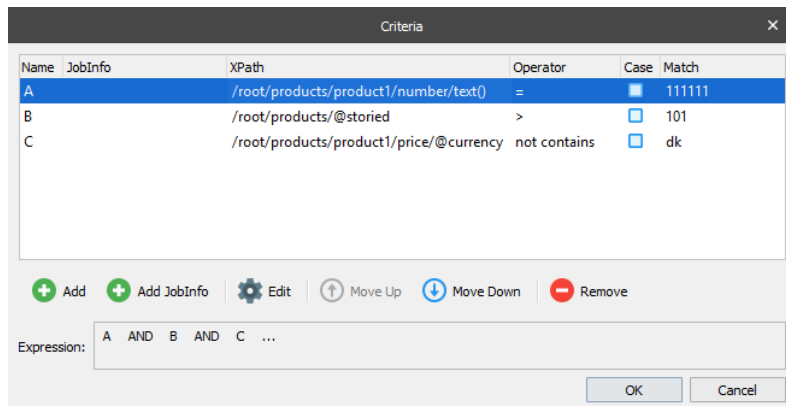 Criteria
Name JobInfo XPath Operator Case Match
A /root/products/product1/number/text() = 111111
B /root/products/@storied > 101
C /root/products/product1/price/@currency not contains dk
Add Add JobInfo Edit Move Up Move Down Remove
Expression: A AND B AND C ...
OK Cancel